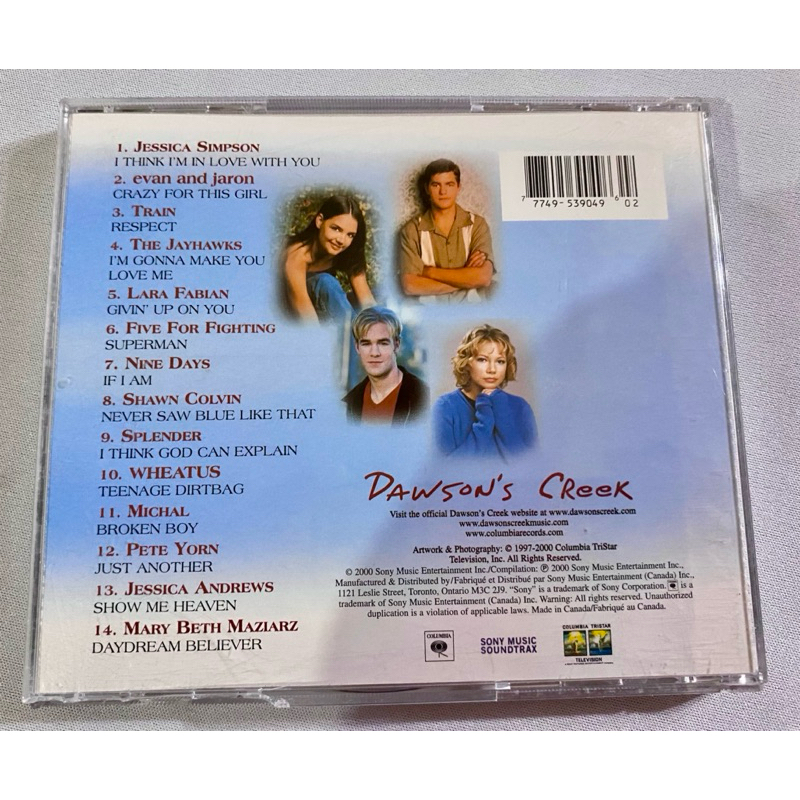 1. JESSICA SIMPSON
I THINK I'M IN LOVE WITH YOU
2. evan and jaron
CRAZY FOR THIS GIRL
3. TRAIN
RESPECT
4. THE JAYHAWKS
I'M GONNA MAKE YOU
LOVE ME
5. LARA FABIAN
GIVIN' UP ON YOU
6. FIVE FOR FIGHTING
SUPERMAN
7. NINE DAYS
IF I AM
8. SHAWN COLVIN
NEVER SAW BLUE LIKE THAT
9. SPLENDER
I THINK GOD CAN EXPLAIN
10. WHEATUS
TEENAGE DIRTBAG
11. MICHAL
BROKEN BOY
12. PETE YORN
JUST ANOTHER
13. JESSICA ANDREWS
SHOW ME HEAVEN
14. MARY BETH MAZIARZ
DAYDREAM BELIEVER
7 7749-539049 6 02
DAWSON'S CREEK
Visit the official Dawson's Creek website at www.dawsonscreek.com
www.dawsonscreekmusic.com
www.columbiarecords.com
Artwork & Photography: © 1997-2000 Columbia TriStar
Television, Inc. All Rights Reserved.
© 2000 Sony Music Entertainment Inc./Compilation: ℗ 2000 Sony Music Entertainment Inc.,
Manufactured & Distributed by/Fabriqué et Distribué par Sony Music Entertainment (Canada) Inc.,
1121 Leslie Street, Toronto, Ontario M3C 2J9. "Sony" is a trademark of Sony Corporation. is a
trademark of Sony Music Entertainment (Canada) Inc. Warning: All rights reserved. Unauthorized
duplication is a violation of applicable laws. Made in Canada/Fabriqué au Canada.
COLUMBIA
SONY MUSIC
SOUNDTRAX
COLUMBIA TRISTAR
TELEVISION